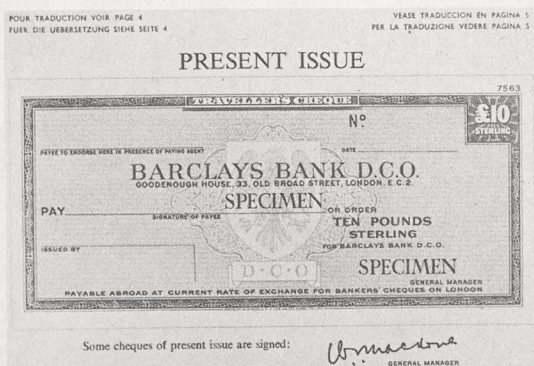 POUR TRADUCTION VOIR PAGE 4
FUER DIE UEBERSETZUNG SIEHE SEITE 4
VEASE TRADUCCION EN PAGINA 5
PER LA TRADUZIONE VEDERE PAGINA 5
PRESENT ISSUE
7563
TRAVELLER'S CHEQUE
£10
STERLING
Nº
PAYEE TO ENDORSE HERE IN PRESENCE OF PAYING AGENT
DATE
BARCLAYS BANK D.C.O.
GOODENOUGH HOUSE, 33, OLD BROAD STREET, LONDON, E.C.2.
SPECIMEN
PAY
SIGNATURE OF PAYEE
OR ORDER
TEN POUNDS
STERLING
ISSUED BY
FOR BARCLAYS BANK D.C.O.
D·C·O
SPECIMEN
GENERAL MANAGER
PAYABLE ABROAD AT CURRENT RATE OF EXCHANGE FOR BANKERS' CHEQUES ON LONDON
Some cheques of present issue are signed:
GENERAL MANAGER